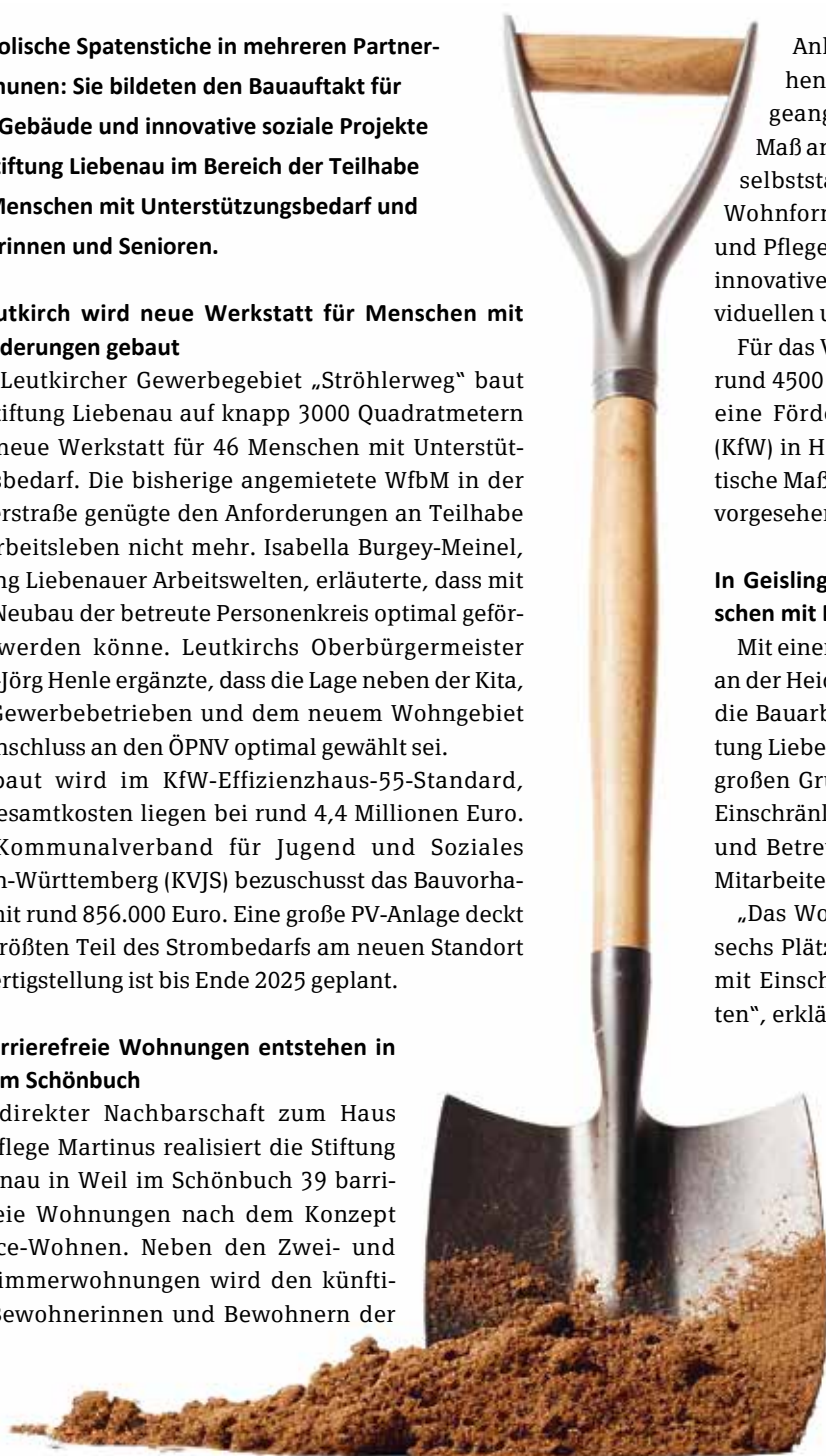 olische Spatenstiche in mehreren Partner-
nunen: Sie bildeten den Bauauftakt für
Gebäude und innovative soziale Projekte
tiftung Liebenau im Bereich der Teilhabe
Menschen mit Unterstützungsbedarf und
rinnen und Senioren.
utkirch wird neue Werkstatt für Menschen mit
derungen gebaut
Leutkircher Gewerbegebiet „Ströhlerweg“ baut
tiftung Liebenau auf knapp 3000 Quadratmetern
neue Werkstatt für 46 Menschen mit Unterstüt-
sbedarf. Die bisherige angemietete WfbM in der
erstraße genügte den Anforderungen an Teilhabe
rbeitsleben nicht mehr. Isabella Burgey-Meinel,
ng Liebenauer Arbeitswelten, erläuterte, dass mit
Neubau der betreute Personenkreis optimal geför-
werden könne. Leutkirchs Oberbürgermeister
-Jörg Henle ergänzte, dass die Lage neben der Kita,
Gewerbebetrieben und dem neuem Wohngebiet
nschluss an den ÖPNV optimal gewählt sei.
baut wird im KfW-Effizienzhaus-55-Standard,
esamtkosten liegen bei rund 4,4 Millionen Euro.
Kommunalverband für Jugend und Soziales
n-Württemberg (KVJS) bezuschusst das Bauvorha-
mit rund 856.000 Euro. Eine große PV-Anlage deckt
rößten Teil des Strombedarfs am neuen Standort
ertigstellung ist bis Ende 2025 geplant.
rrierefreie Wohnungen entstehen in
m Schönbuch
direkter Nachbarschaft zum Haus
flege Martinus realisiert die Stiftung
nau in Weil im Schönbuch 39 barri-
eie Wohnungen nach dem Konzept
ce-Wohnen. Neben den Zwei- und
immerwohnungen wird den künfti-
Bewohnerinnen und Bewohnern der
hen
geang
Maß an
selbststä
Wohnform
und Pflege
innovative
viduellen u
Für das V
rund 4500
eine Förde
(KfW) in H
tische Maß
vorgesehen
In Geisling
schen mit
Mit einer
an der Heid
die Bauarb
tung Liebe
großen Gru
Einschränk
und Betreu
Mitarbeite
„Das Wo
sechs Plätz
mit Einsch
ten“, erklä